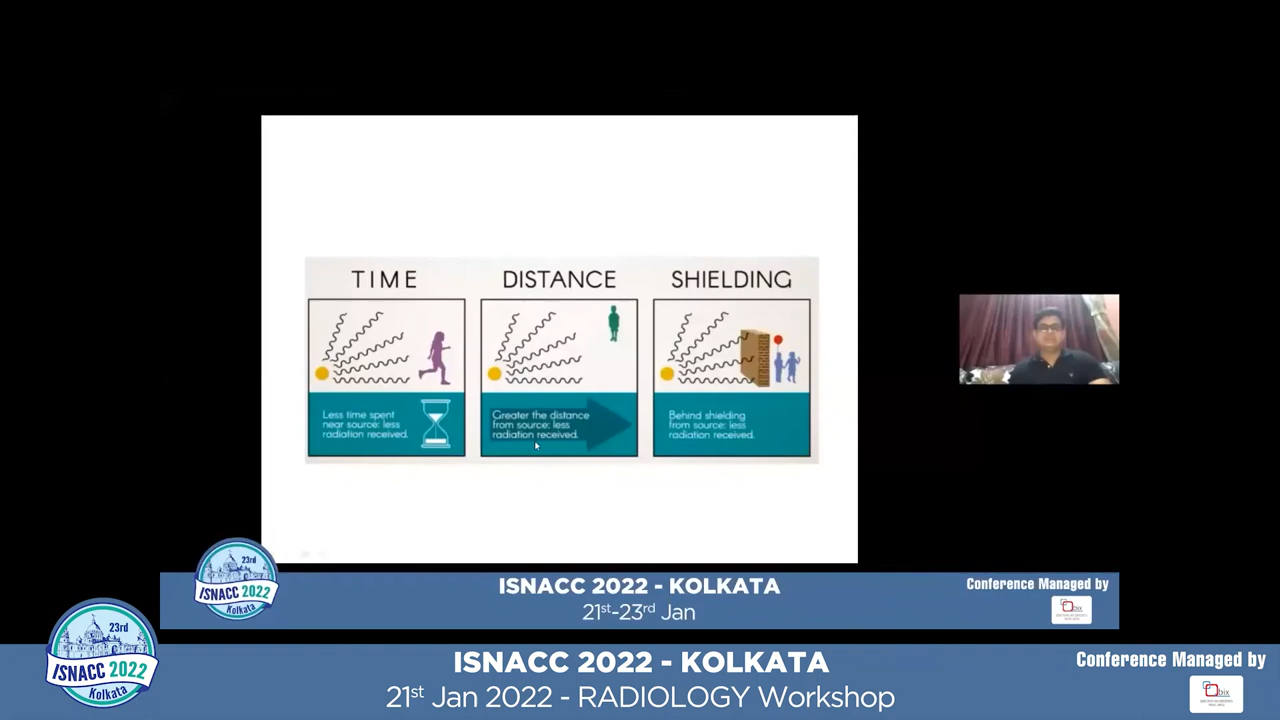 TIME
DISTANCE
SHIELDING
Less time spent
near source: less
radiation received.
Greater the distance
from source: less
radiation received.
Behind shielding
from source: less
radiation received.
23rd
ISNACC 2022
Kolkata
ISNACC 2022 - KOLKATA
21st-23rd Jan
Conference Managed by
23rd
ISNACC 2022
Kolkata
ISNACC 2022 - KOLKATA
21st Jan 2022 - RADIOLOGY Workshop
Conference Managed by